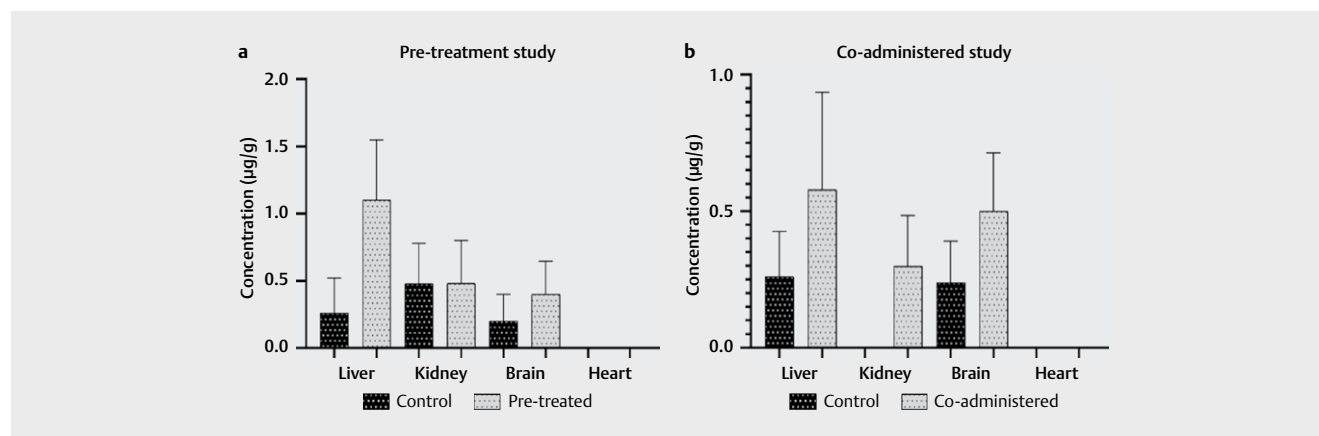 a
Pre-treatment study
Concentration (µg/g)
2.0
1.5
1.0
0.5
0.0
Liver
Kidney
Brain
Heart
Control
Pre-treated
b
Co-administered study
Concentration (µg/g)
1.0
0.5
0.0
Liver
Kidney
Brain
Heart
Control
Co-administered